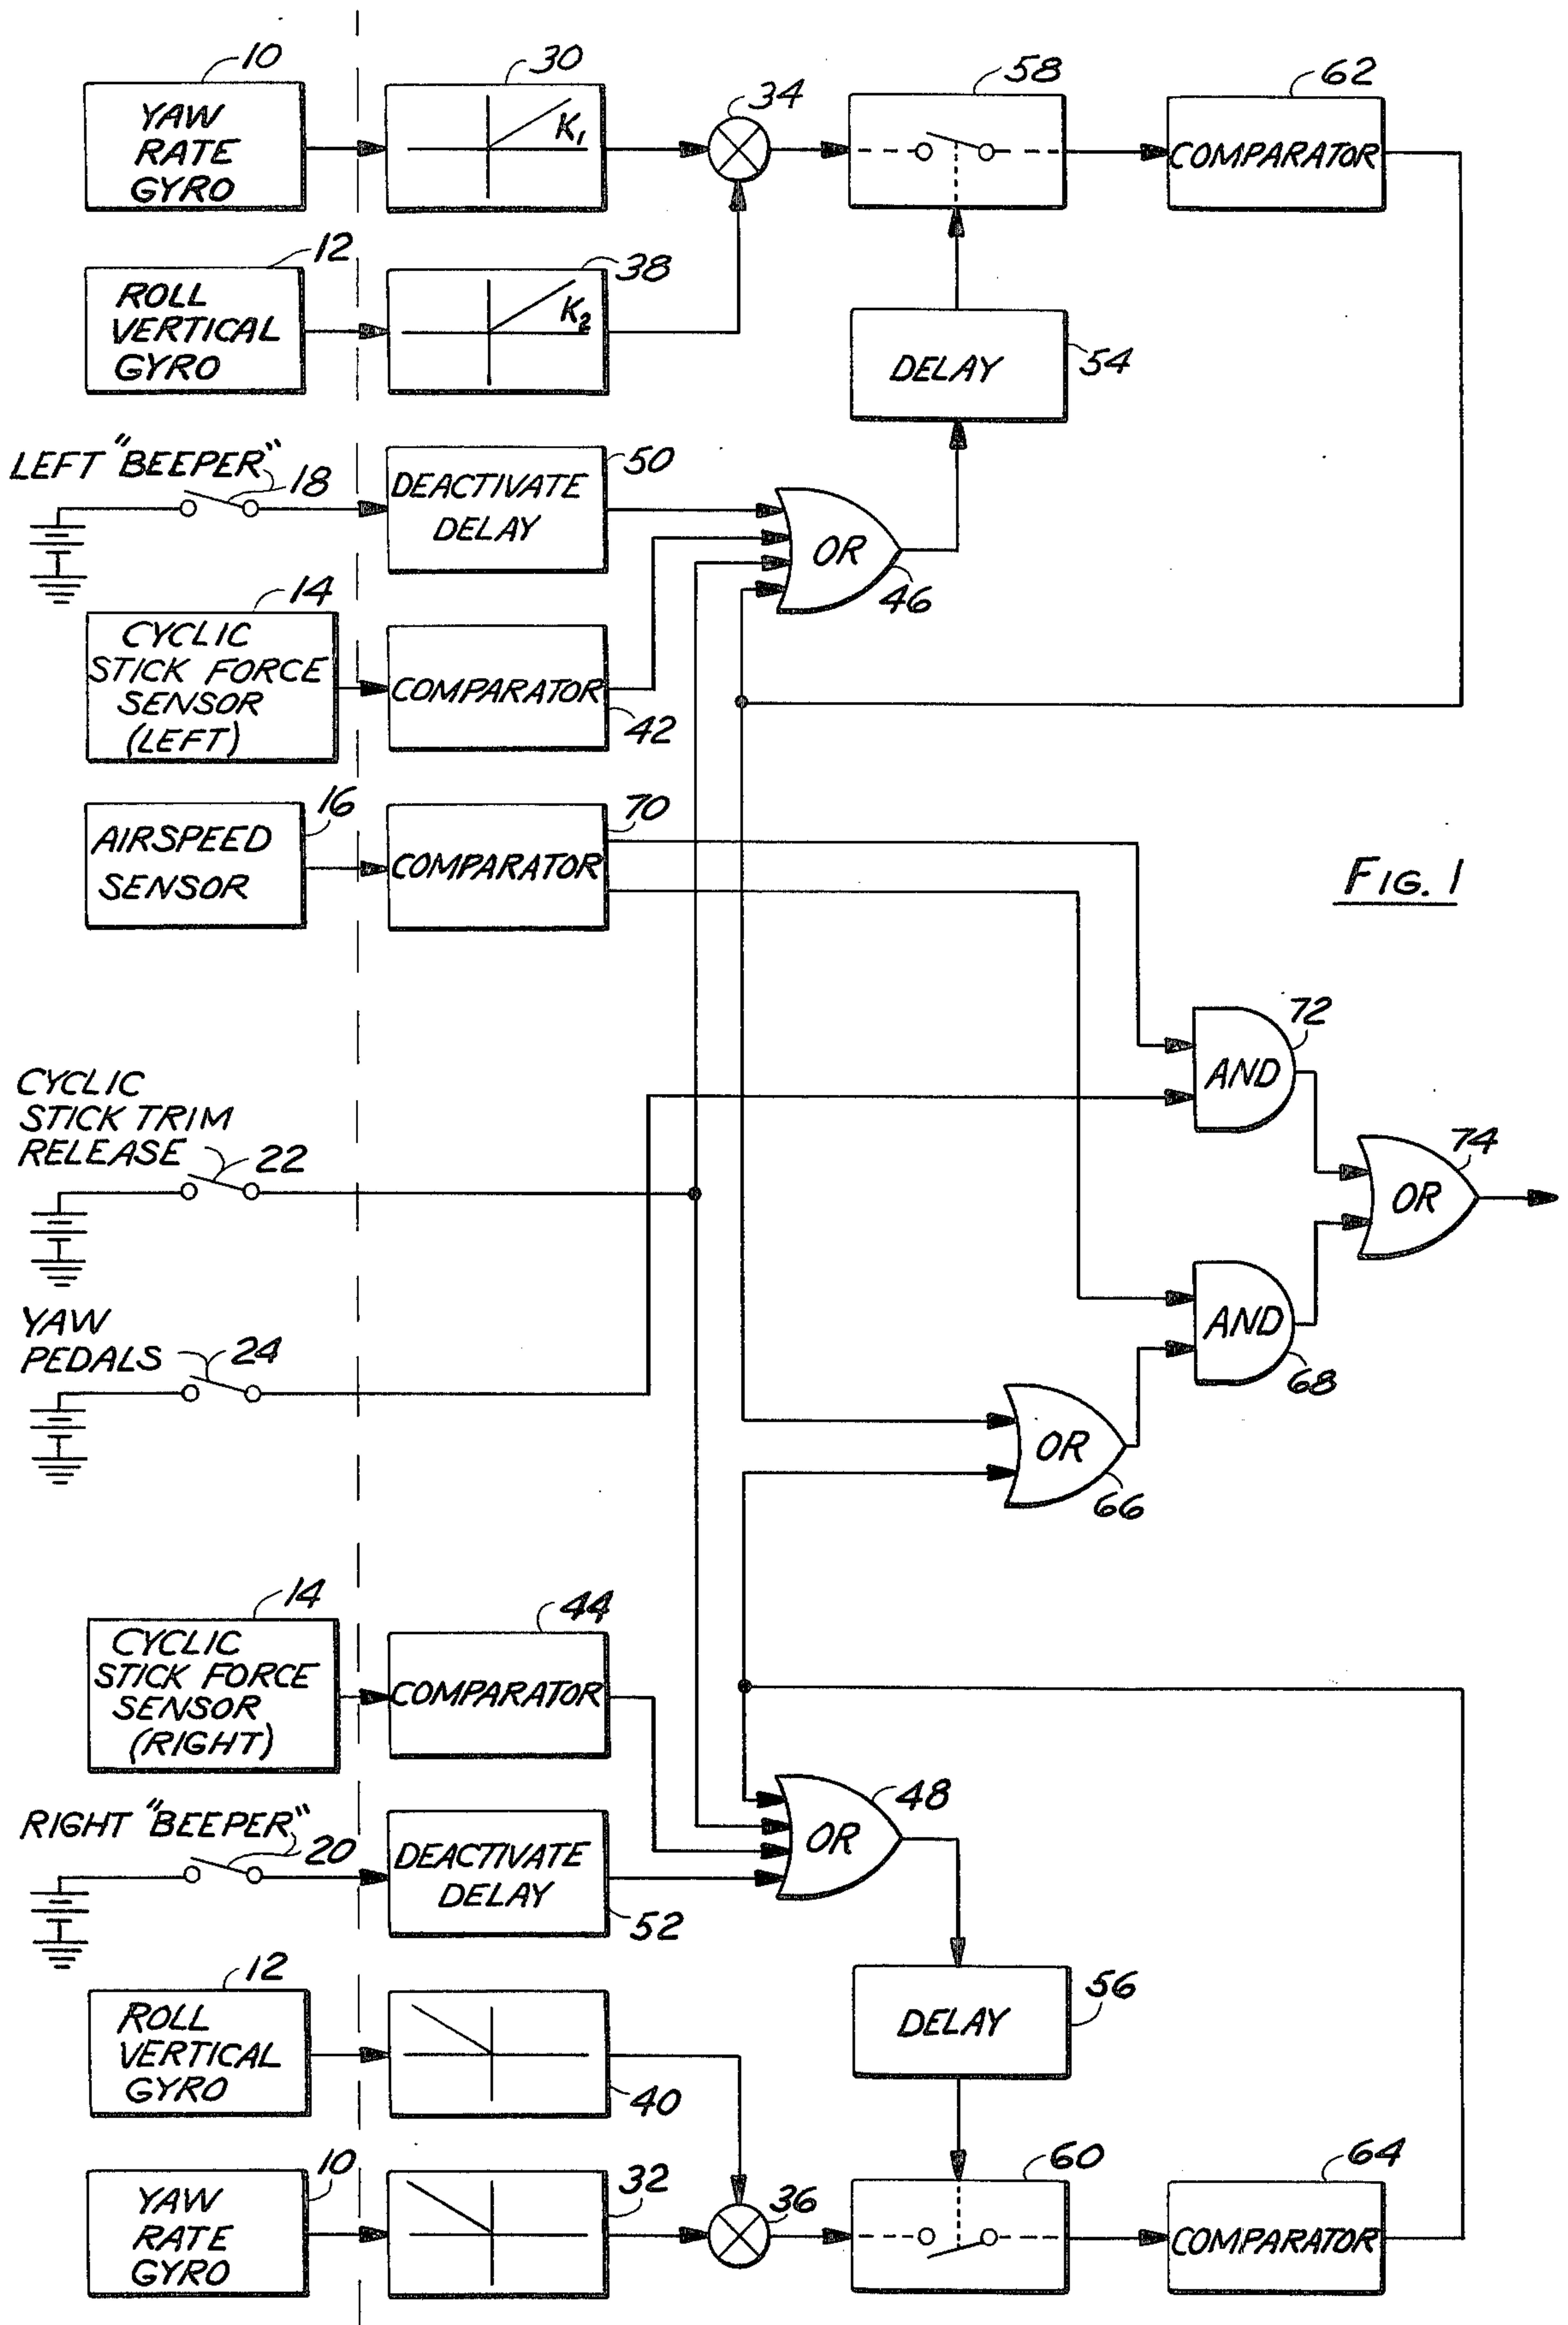 10
YAW
RATE
GYRO
30
K1
34
58
62
COMPARATOR
12
ROLL
VERTICAL
GYRO
38
K2
DELAY
54
LEFT "BEEPER"
18
50
DEACTIVATE
DELAY
OR
46
14
CYCLIC
STICK FORCE
SENSOR
(LEFT)
COMPARATOR
42
16
AIRSPEED
SENSOR
70
COMPARATOR
FIG. 1
72
AND
CYCLIC
STICK TRIM
RELEASE
22
74
OR
YAW
PEDALS
24
AND
68
OR
66
14
CYCLIC
STICK FORCE
SENSOR
(RIGHT)
44
COMPARATOR
RIGHT "BEEPER"
20
DEACTIVATE
DELAY
52
48
OR
12
ROLL
VERTICAL
GYRO
40
DELAY
56
10
YAW
RATE
GYRO
32
36
60
64
COMPARATOR